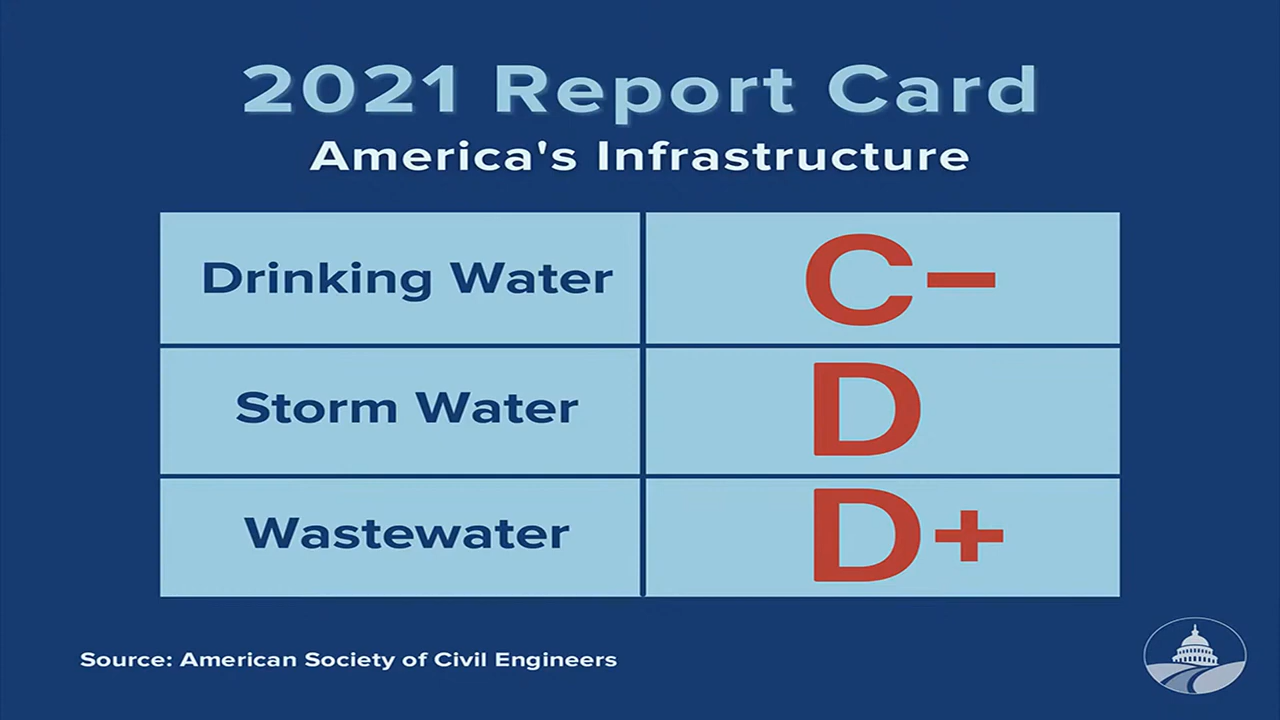 2021 Report Card
America's Infrastructure
Drinking Water C−
Storm Water D
Wastewater D+
Source: American Society of Civil Engineers